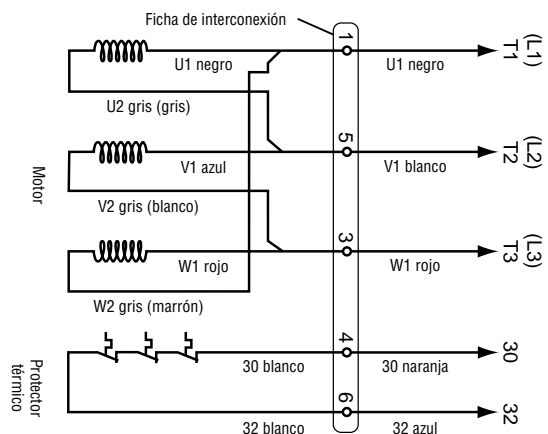 Ficha de interconexión
1
(L1)
T1
U1 negro
U1 negro
U2 gris (gris)
5
(L2)
T2
V1 azul
V1 blanco
V2 gris (blanco)
Motor
3
(L3)
T3
W1 rojo
W1 rojo
W2 gris (marrón)
4
30
30 blanco
30 naranja
Protector
térmico
6
32
32 blanco
32 azul